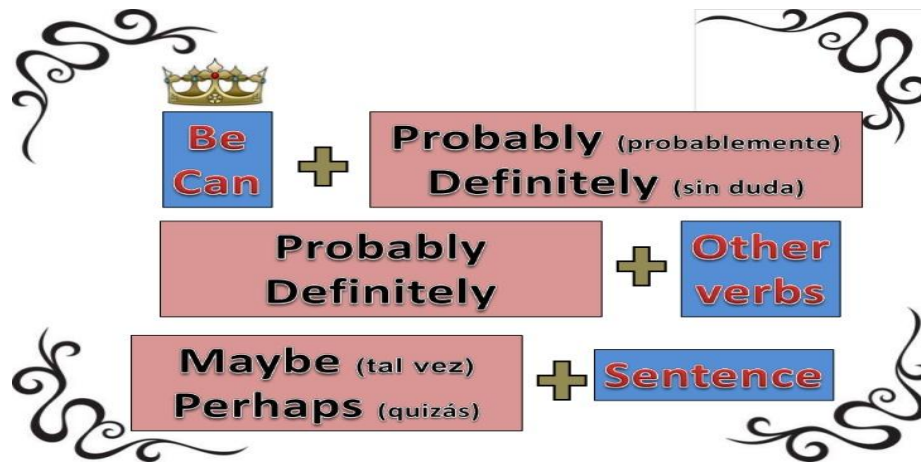 Be
Can
+
Probably (probablemente)
Definitely (sin duda)
Probably
Definitely
+
Other
verbs
Maybe (tal vez)
Perhaps (quizás)
+
Sentence